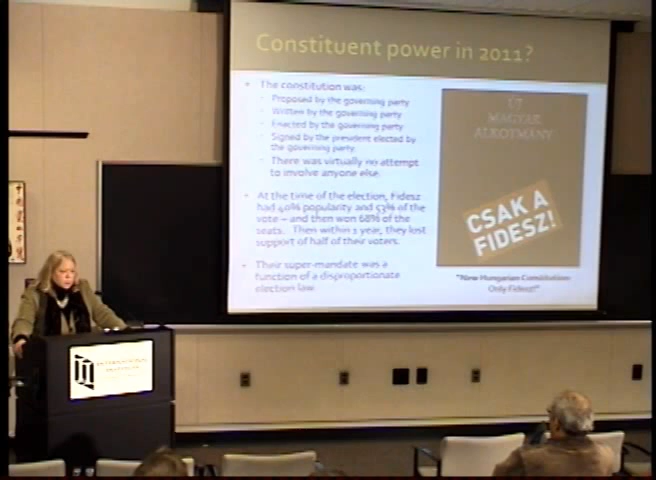 Constituent power in 2011?
The constitution was:
Proposed by the governing party
Written by the governing party
Enacted by the governing party
Signed by the president elected by
the governing party.
There was virtually no attempt
to involve anyone else.
At the time of the election, Fidesz
had 40% popularity and 53% of the
vote – and then won 68% of the
seats. Then within 1 year, they lost
support of half of their voters.
Their super-mandate was a
function of a disproportionate
election law
ÚJ
MAGYAR
ALKOTMÁNY
CSAK A
FIDESZ!
"New Hungarian Constitution:
Only Fidesz!"
INTERNATIONAL
INSTITUTE